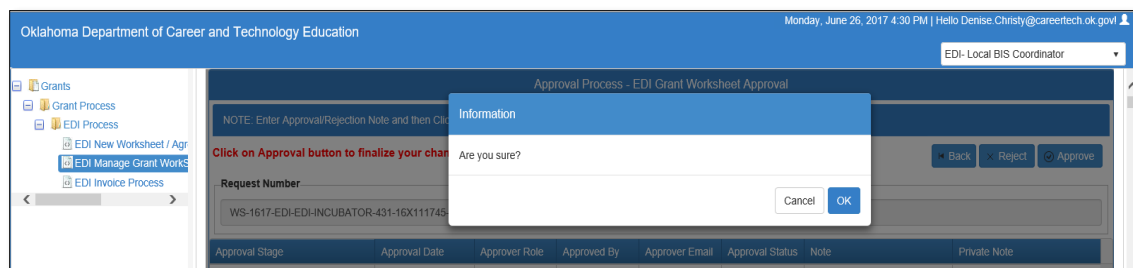 Monday, June 26, 2017 4:30 PM | Hello Denise.Christy@careertech.ok.gov!
Oklahoma Department of Career and Technology Education
EDI- Local BIS Coordinator
Grants
Grant Process
EDI Process
EDI New Worksheet / Agr
EDI Manage Grant WorkS
EDI Invoice Process
Approval Process - EDI Grant Worksheet Approval
NOTE: Enter Approval/Rejection Note and then Clic
Click on Approval button to finalize your chan
Back Reject Approve
Request Number
WS-1617-EDI-EDI-INCUBATOR-431-16X111745-
Information
Are you sure?
Cancel OK
Approval Stage Approval Date Approver Role Approved By Approver Email Approval Status Note Private Note